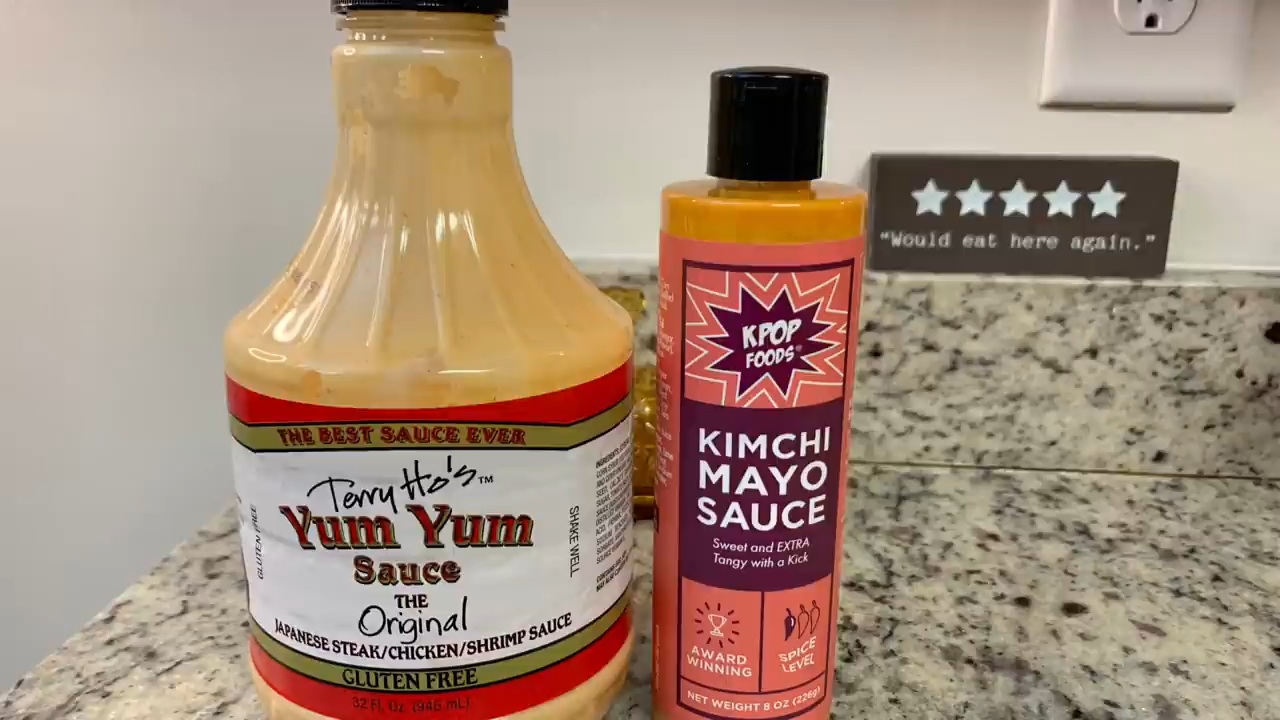 THE BEST SAUCE EVER
Terry Ho's™
Yum Yum
Sauce
THE
Original
JAPANESE STEAK/CHICKEN/SHRIMP SAUCE
GLUTEN FREE
32 Fl. Oz. (946 mL)
GLUTEN FREE
SHAKE WELL
KPOP
FOODS®
KIMCHI
MAYO
SAUCE
Sweet and EXTRA
Tangy with a Kick
AWARD
WINNING
SPICE
LEVEL
NET WEIGHT 8 OZ (226g)
"Would eat here again."